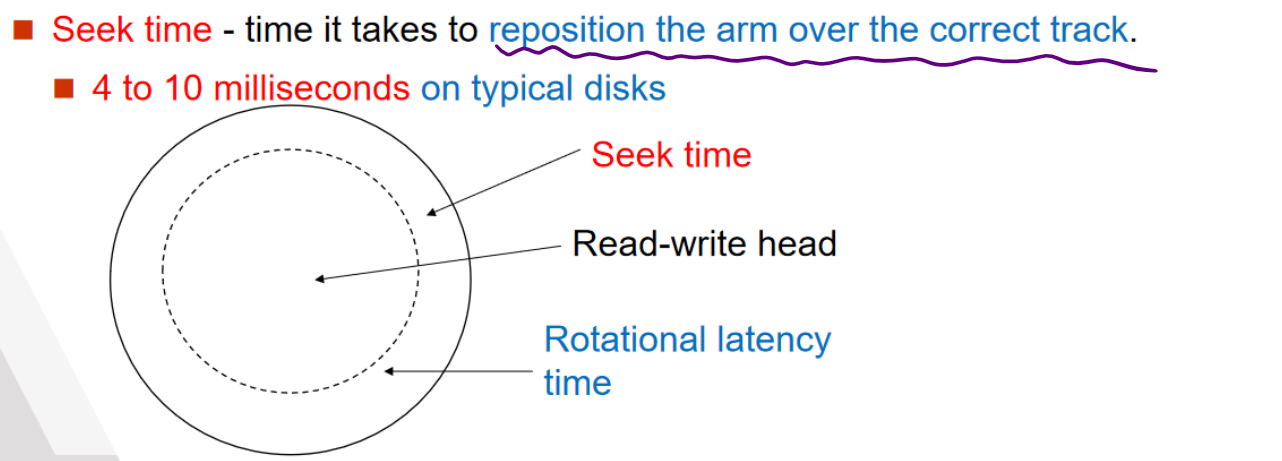 Seek time - time it takes to reposition the arm over the correct track.
4 to 10 milliseconds on typical disks
Seek time
Read-write head
Rotational latency
time